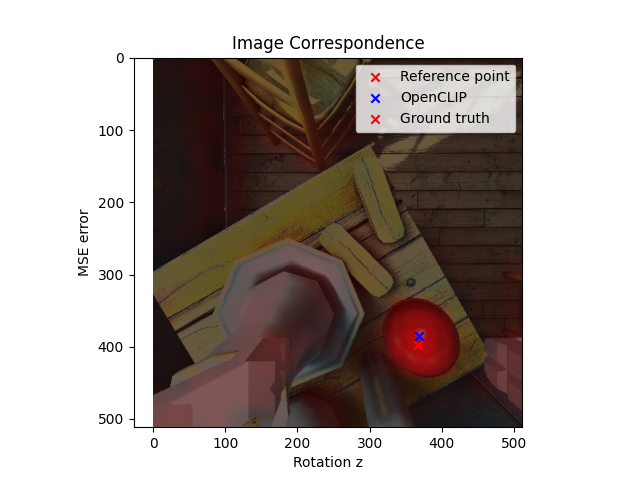 Image Correspondence
Reference point
OpenCLIP
Ground truth
MSE error
0
100
200
300
400
500
0
100
200
300
400
500
Rotation z